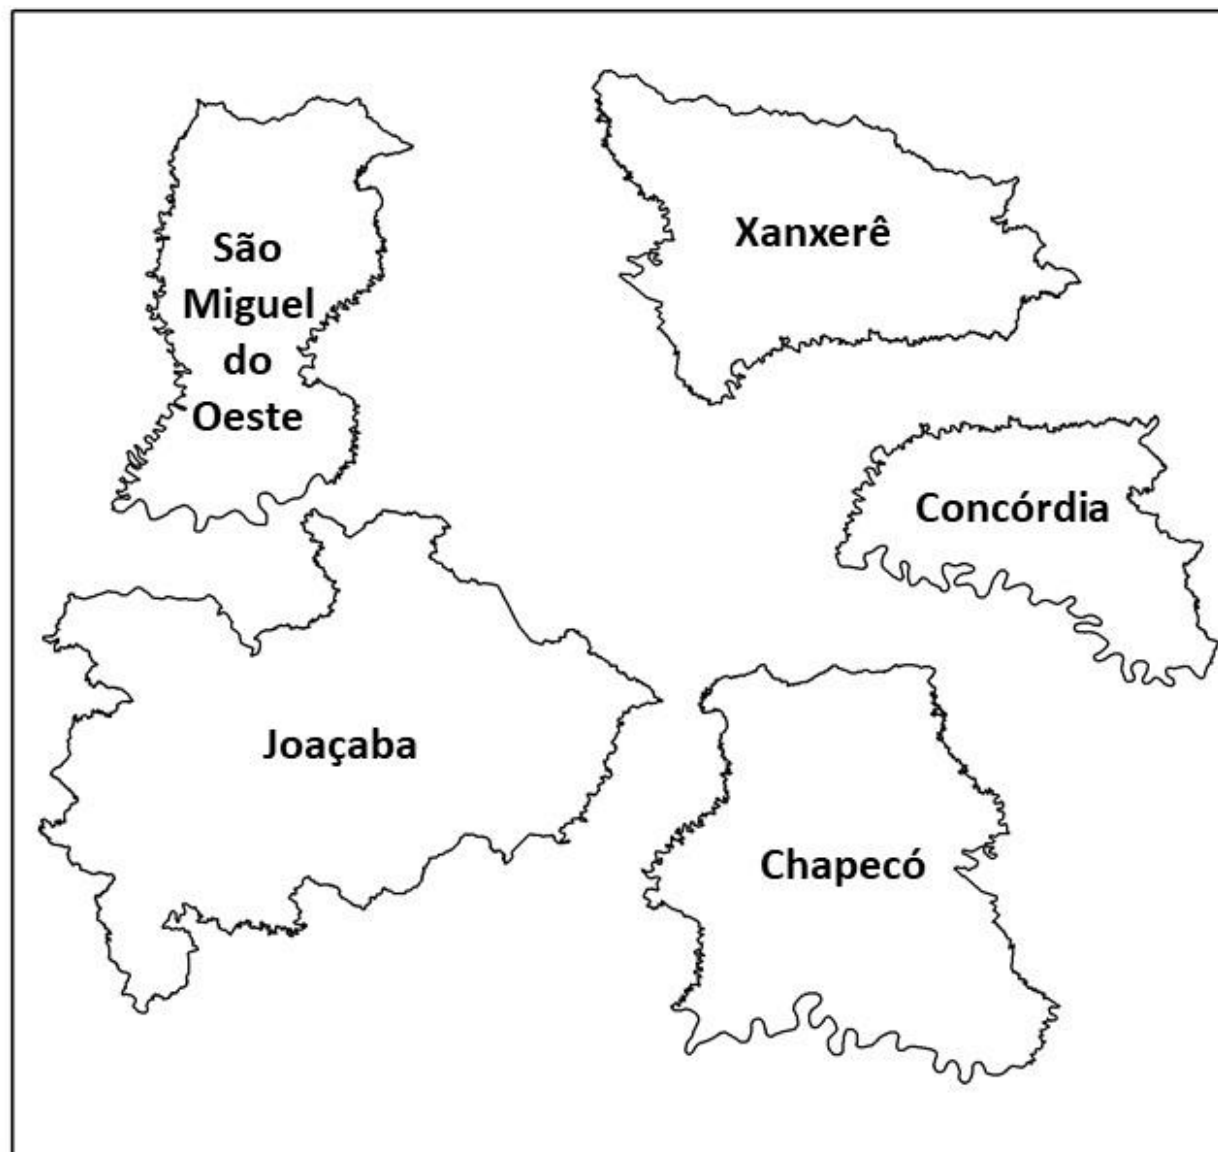 São
Miguel
do
Oeste
Xanxerê
Concórdia
Joaçaba
Chapecó